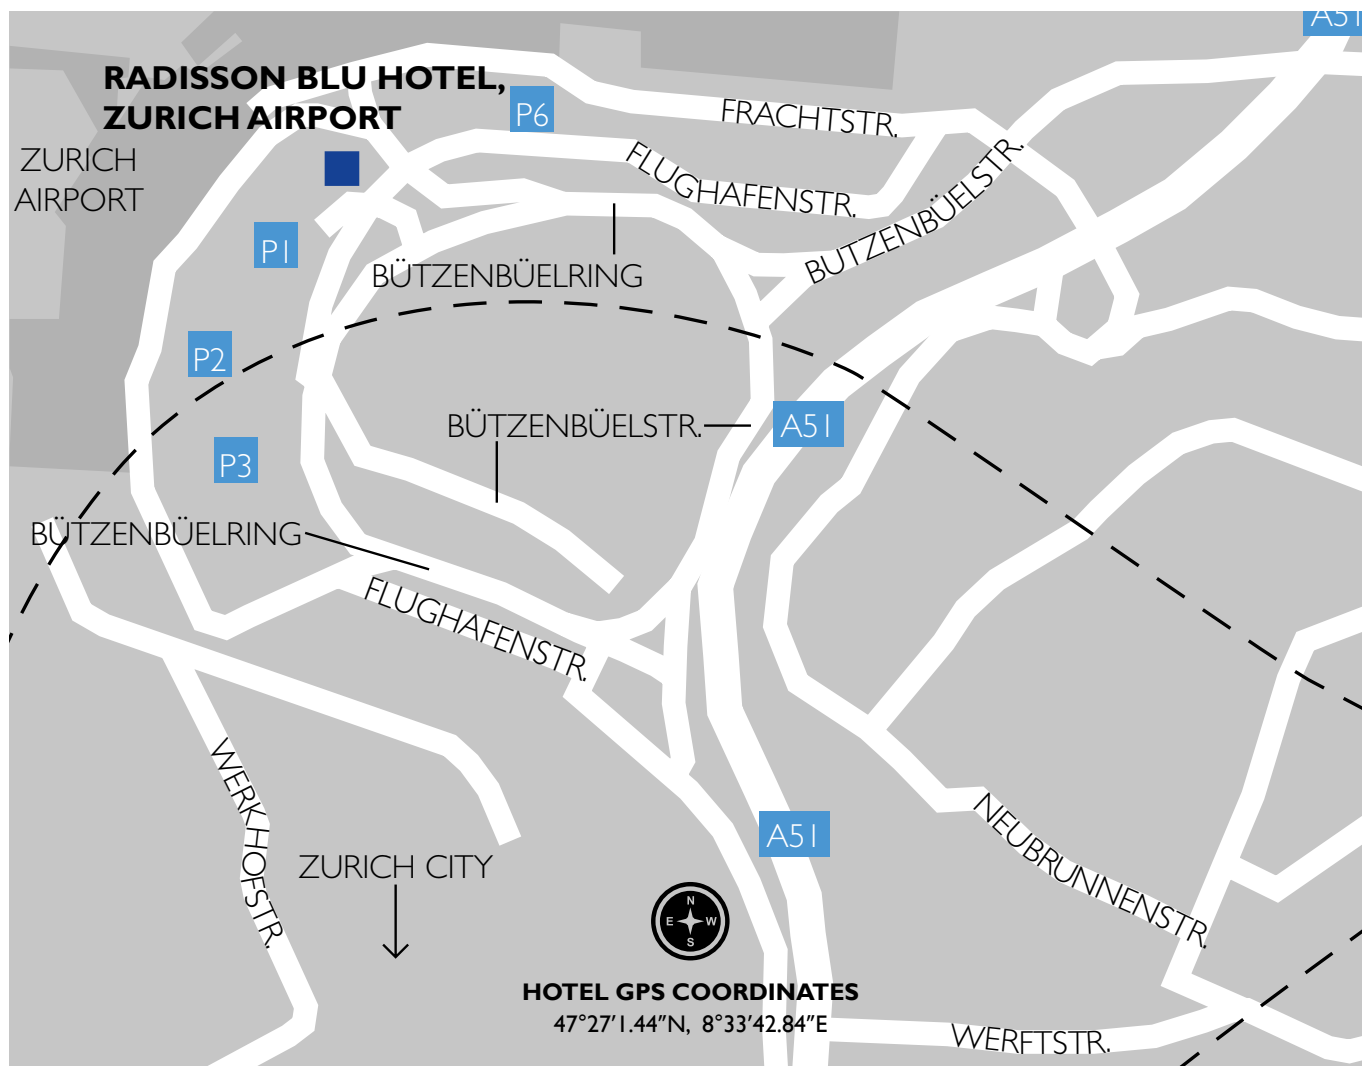 A51
RADISSON BLU HOTEL,
ZURICH AIRPORT
P6
FRACHTSTR.
ZURICH
AIRPORT
FLUGHAFENSTR.
BÜTZENBÜELSTR.
P1
BÜTZENBÜELRING
P2
BÜTZENBÜELSTR.
A51
P3
BÜTZENBÜELRING
FLUGHAFENSTR.
WERKHOFSTR.
A51
NEUBRUNNENSTR.
ZURICH CITY
N
E W
S
HOTEL GPS COORDINATES
47°27′1.44″N, 8°33′42.84″E
WERFTSTR.